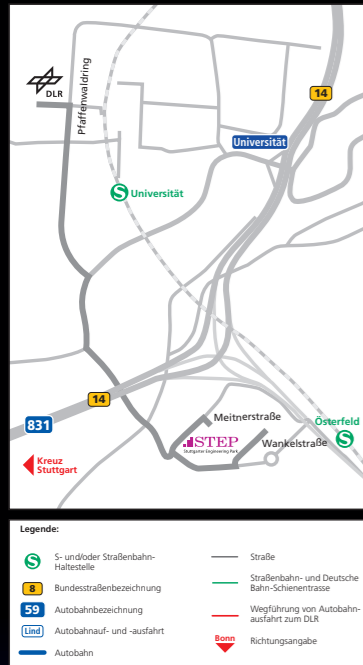 14
DLR
Pfaffenwaldring
Universität
S Universität
14
831
Kreuz
Stuttgart
Meitnerstraße
STEP
Stuttgarter Engineering Park
Wankelstraße
Österfeld
S
Legende:
S
S- und/oder Straßenbahn-
Haltestelle
8 Bundesstraßenbezeichnung
59 Autobahnbezeichnung
Lind Autobahnauf- und -ausfahrt
Autobahn
Straße
Straßenbahn- und Deutsche
Bahn-Schienentrasse
Wegführung von Autobahn-
ausfahrt zum DLR
Bonn Richtungsangabe